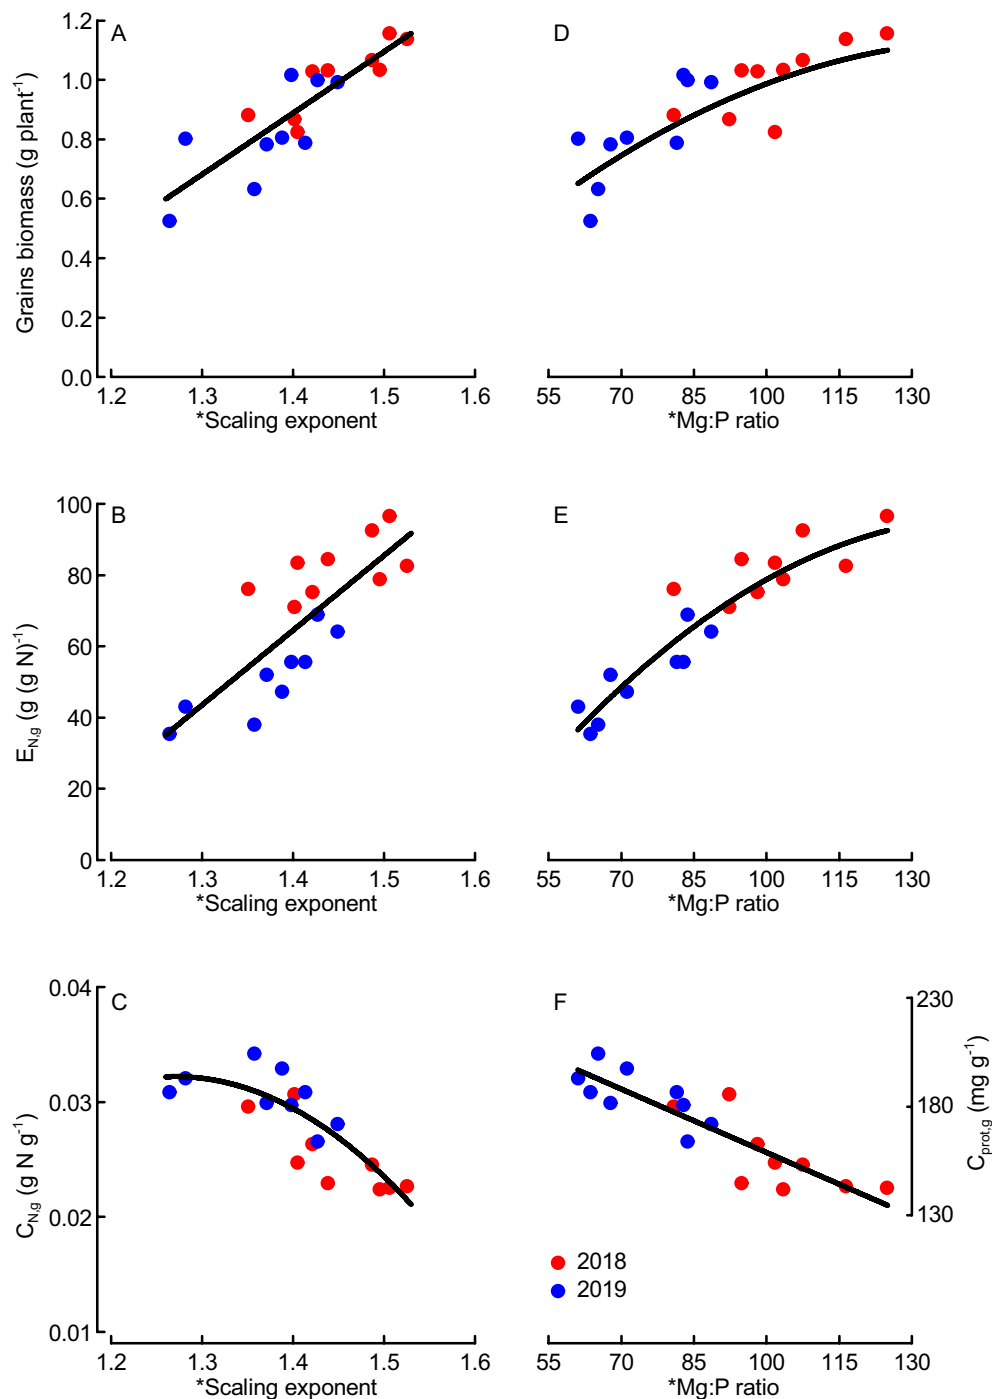 A
D
1.2
1.0
0.8
0.6
0.4
0.2
0.0
Grains biomass (g plant⁻¹)
1.2 1.3 1.4 1.5 1.6
*Scaling exponent
55 70 85 100 115 130
*Mg:P ratio
B
E
100
80
60
40
20
0
E_N,g (g (g N)⁻¹)
1.2 1.3 1.4 1.5 1.6
*Scaling exponent
55 70 85 100 115 130
*Mg:P ratio
C
F
0.04
0.03
0.02
0.01
C_N,g (g N g⁻¹)
230
180
130
C_prot,g (mg g⁻¹)
2018
2019
1.2 1.3 1.4 1.5 1.6
*Scaling exponent
55 70 85 100 115 130
*Mg:P ratio